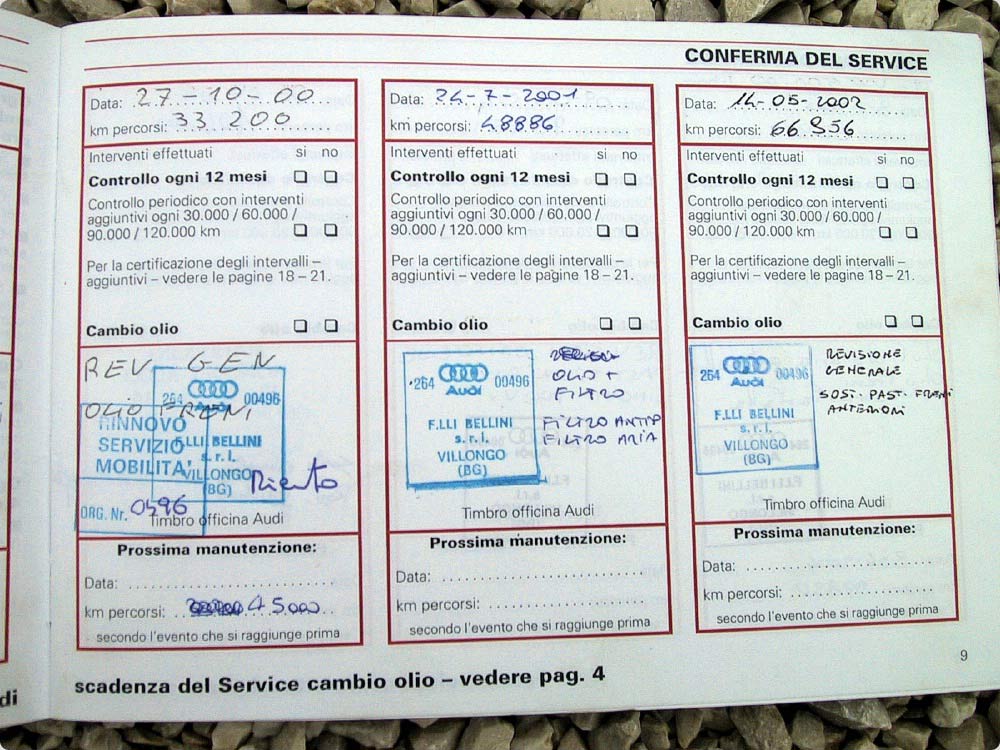 CONFERMA DEL SERVICE
Data: 27-10-00
km percorsi: 33 200
Interventi effettuati si no
Controllo ogni 12 mesi
Controllo periodico con interventi
aggiuntivi ogni 30.000 / 60.000 /
90.000 / 120.000 km
Per la certificazione degli intervalli –
aggiuntivi – vedere le pagine 18 – 21.
Cambio olio
REV GEN
OLIO FRENI
264 00496
Audi
F.LLI BELLINI
s.r.l.
VILLONGO
(BG)
RINNOVO
SERVIZIO
MOBILITA'
ORG. Nr. 0496
Timbro officina Audi
Prossima manutenzione:
Data:
km percorsi: 45000
secondo l'evento che si raggiunge prima
Data: 24-7-2001
km percorsi: 48886
Interventi effettuati si no
Controllo ogni 12 mesi
Controllo periodico con interventi
aggiuntivi ogni 30.000 / 60.000 /
90.000 / 120.000 km
Per la certificazione degli intervalli –
aggiuntivi – vedere le pagine 18 – 21.
Cambio olio
264 00496
Audi
F.LLI BELLINI
s.r.l.
VILLONGO
(BG)
OLIO +
FILTRO
FILTRO ANTIP
FILTRO ARIA
Timbro officina Audi
Prossima manutenzione:
Data:
km percorsi:
secondo l'evento che si raggiunge prima
Data: 14-05-2002
km percorsi: 66956
Interventi effettuati si no
Controllo ogni 12 mesi
Controllo periodico con interventi
aggiuntivi ogni 30.000 / 60.000 /
90.000 / 120.000 km
Per la certificazione degli intervalli –
aggiuntivi – vedere le pagine 18 – 21.
Cambio olio
264 00496
Audi
F.LLI BELLINI
s.r.l.
VILLONGO
(BG)
REVISIONE
GENERALE
SOST. PAST. FRENI
ANTERIORI
Timbro officina Audi
Prossima manutenzione:
Data:
km percorsi:
secondo l'evento che si raggiunge prima
9
scadenza del Service cambio olio – vedere pag. 4
di